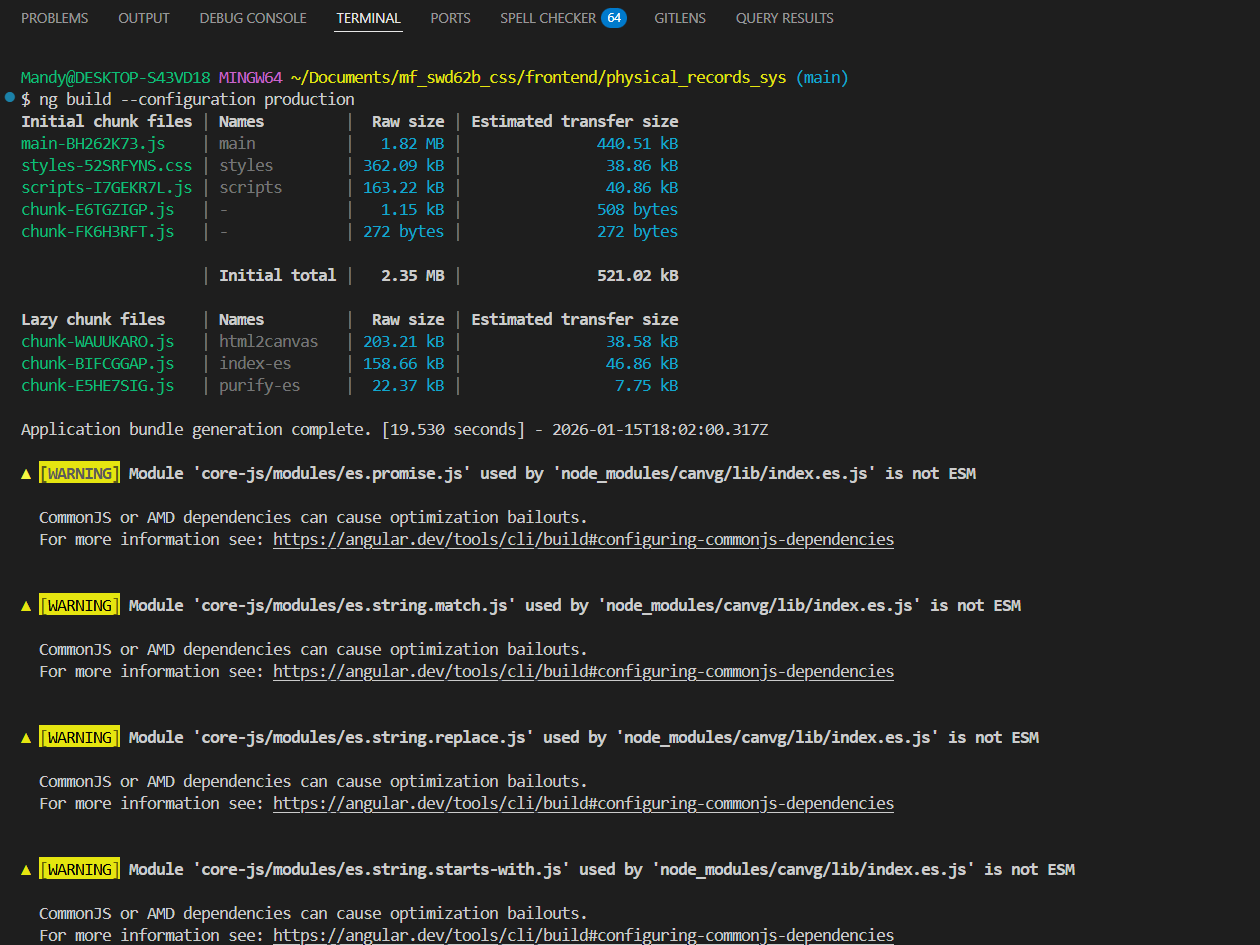 PROBLEMS OUTPUT DEBUG CONSOLE TERMINAL PORTS SPELL CHECKER 64 GITLENS QUERY RESULTS
Mandy@DESKTOP-S43VD18 MINGW64 ~/Documents/mf_swd62b_css/frontend/physical_records_sys (main)
$ ng build --configuration production
Initial chunk files | Names | Raw size | Estimated transfer size
main-BH262K73.js | main | 1.82 MB | 440.51 kB
styles-52SRFYNS.css | styles | 362.09 kB | 38.86 kB
scripts-I7GEKR7L.js | scripts | 163.22 kB | 40.86 kB
chunk-E6TGZIGP.js | - | 1.15 kB | 508 bytes
chunk-FK6H3RFT.js | - | 272 bytes | 272 bytes
| Initial total | 2.35 MB | 521.02 kB
Lazy chunk files | Names | Raw size | Estimated transfer size
chunk-WAUUKARO.js | html2canvas | 203.21 kB | 38.58 kB
chunk-BIFCGGAP.js | index-es | 158.66 kB | 46.86 kB
chunk-E5HE7SIG.js | purify-es | 22.37 kB | 7.75 kB
Application bundle generation complete. [19.530 seconds] - 2026-01-15T18:02:00.317Z
▲ [WARNING] Module 'core-js/modules/es.promise.js' used by 'node_modules/canvg/lib/index.es.js' is not ESM
CommonJS or AMD dependencies can cause optimization bailouts.
For more information see: https://angular.dev/tools/cli/build#configuring-commonjs-dependencies
▲ [WARNING] Module 'core-js/modules/es.string.match.js' used by 'node_modules/canvg/lib/index.es.js' is not ESM
CommonJS or AMD dependencies can cause optimization bailouts.
For more information see: https://angular.dev/tools/cli/build#configuring-commonjs-dependencies
▲ [WARNING] Module 'core-js/modules/es.string.replace.js' used by 'node_modules/canvg/lib/index.es.js' is not ESM
CommonJS or AMD dependencies can cause optimization bailouts.
For more information see: https://angular.dev/tools/cli/build#configuring-commonjs-dependencies
▲ [WARNING] Module 'core-js/modules/es.string.starts-with.js' used by 'node_modules/canvg/lib/index.es.js' is not ESM
CommonJS or AMD dependencies can cause optimization bailouts.
For more information see: https://angular.dev/tools/cli/build#configuring-commonjs-dependencies